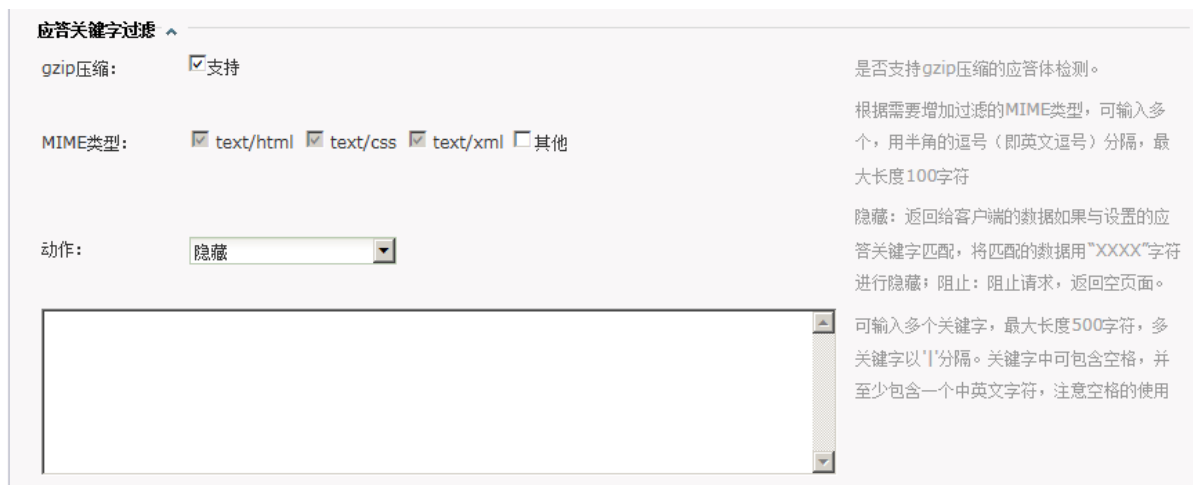 应答关键字过滤
gzip压缩： 支持 是否支持gzip压缩的应答体检测。
MIME类型： text/html text/css text/xml 其他
根据需要增加过滤的MIME类型，可输入多
个，用半角的逗号（即英文逗号）分隔，最
大长度100字符
动作： 隐藏
隐藏：返回给客户端的数据如果与设置的应
答关键字匹配，将匹配的数据用“XXXX”字符
进行隐藏；阻止：阻止请求，返回空页面。
可输入多个关键字，最大长度500字符，多
关键字以'|'分隔。关键字中可包含空格，并
至少包含一个中英文字符，注意空格的使用